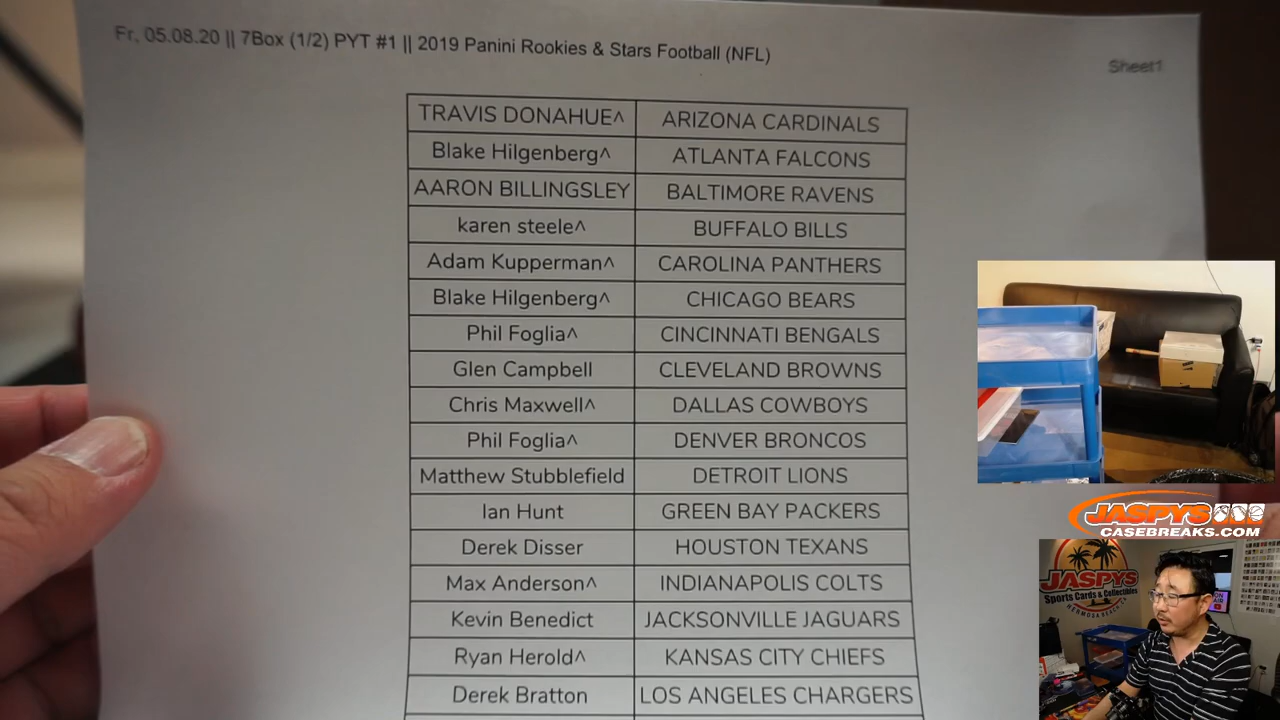 Fr, 05.08.20 || 7Box (1/2) PYT #1 || 2019 Panini Rookies & Stars Football (NFL)
Sheet1
TRAVIS DONAHUE^ ARIZONA CARDINALS
Blake Hilgenberg^ ATLANTA FALCONS
AARON BILLINGSLEY BALTIMORE RAVENS
karen steele^ BUFFALO BILLS
Adam Kupperman^ CAROLINA PANTHERS
Blake Hilgenberg^ CHICAGO BEARS
Phil Foglia^ CINCINNATI BENGALS
Glen Campbell CLEVELAND BROWNS
Chris Maxwell^ DALLAS COWBOYS
Phil Foglia^ DENVER BRONCOS
Matthew Stubblefield DETROIT LIONS
Ian Hunt GREEN BAY PACKERS
Derek Disser HOUSTON TEXANS
Max Anderson^ INDIANAPOLIS COLTS
Kevin Benedict JACKSONVILLE JAGUARS
Ryan Herold^ KANSAS CITY CHIEFS
Derek Bratton LOS ANGELES CHARGERS
JASPYS
CASEBREAKS.COM
JASPYS
Sports Cards & Collectibles
HERMOSA BEACH
ON AIR